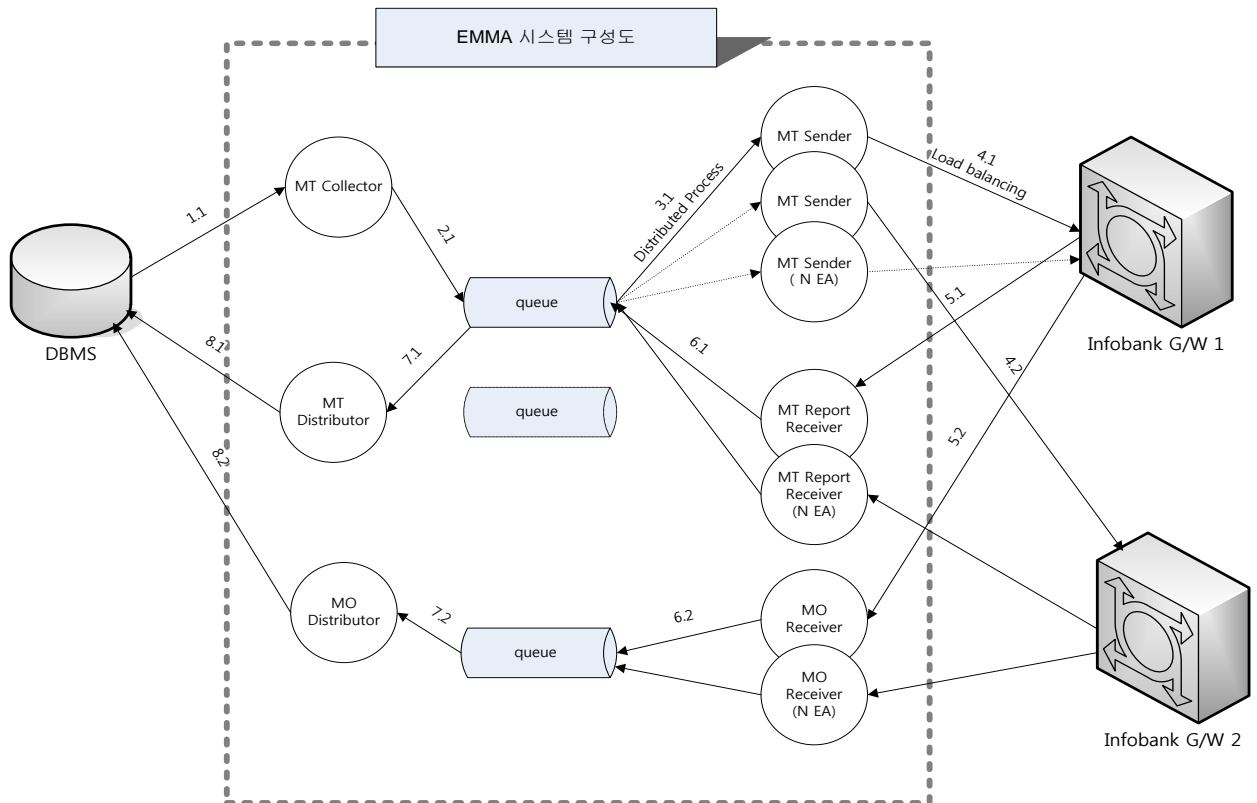 EMMA 시스템 구성도
MT Sender
4.1
Load balancing
MT Collector
1.1
2.1
3.1
Distributed Process
MT Sender
MT Sender
( N EA)
queue
5.1
DBMS
8.1
7.1
6.1
Infobank G/W 1
4.2
MT
Distributor
queue
MT Report
Receiver
5.2
8.2
MT Report
Receiver
(N EA)
MO
Distributor
7.2
6.2
MO
Receiver
queue
MO
Receiver
(N EA)
Infobank G/W 2